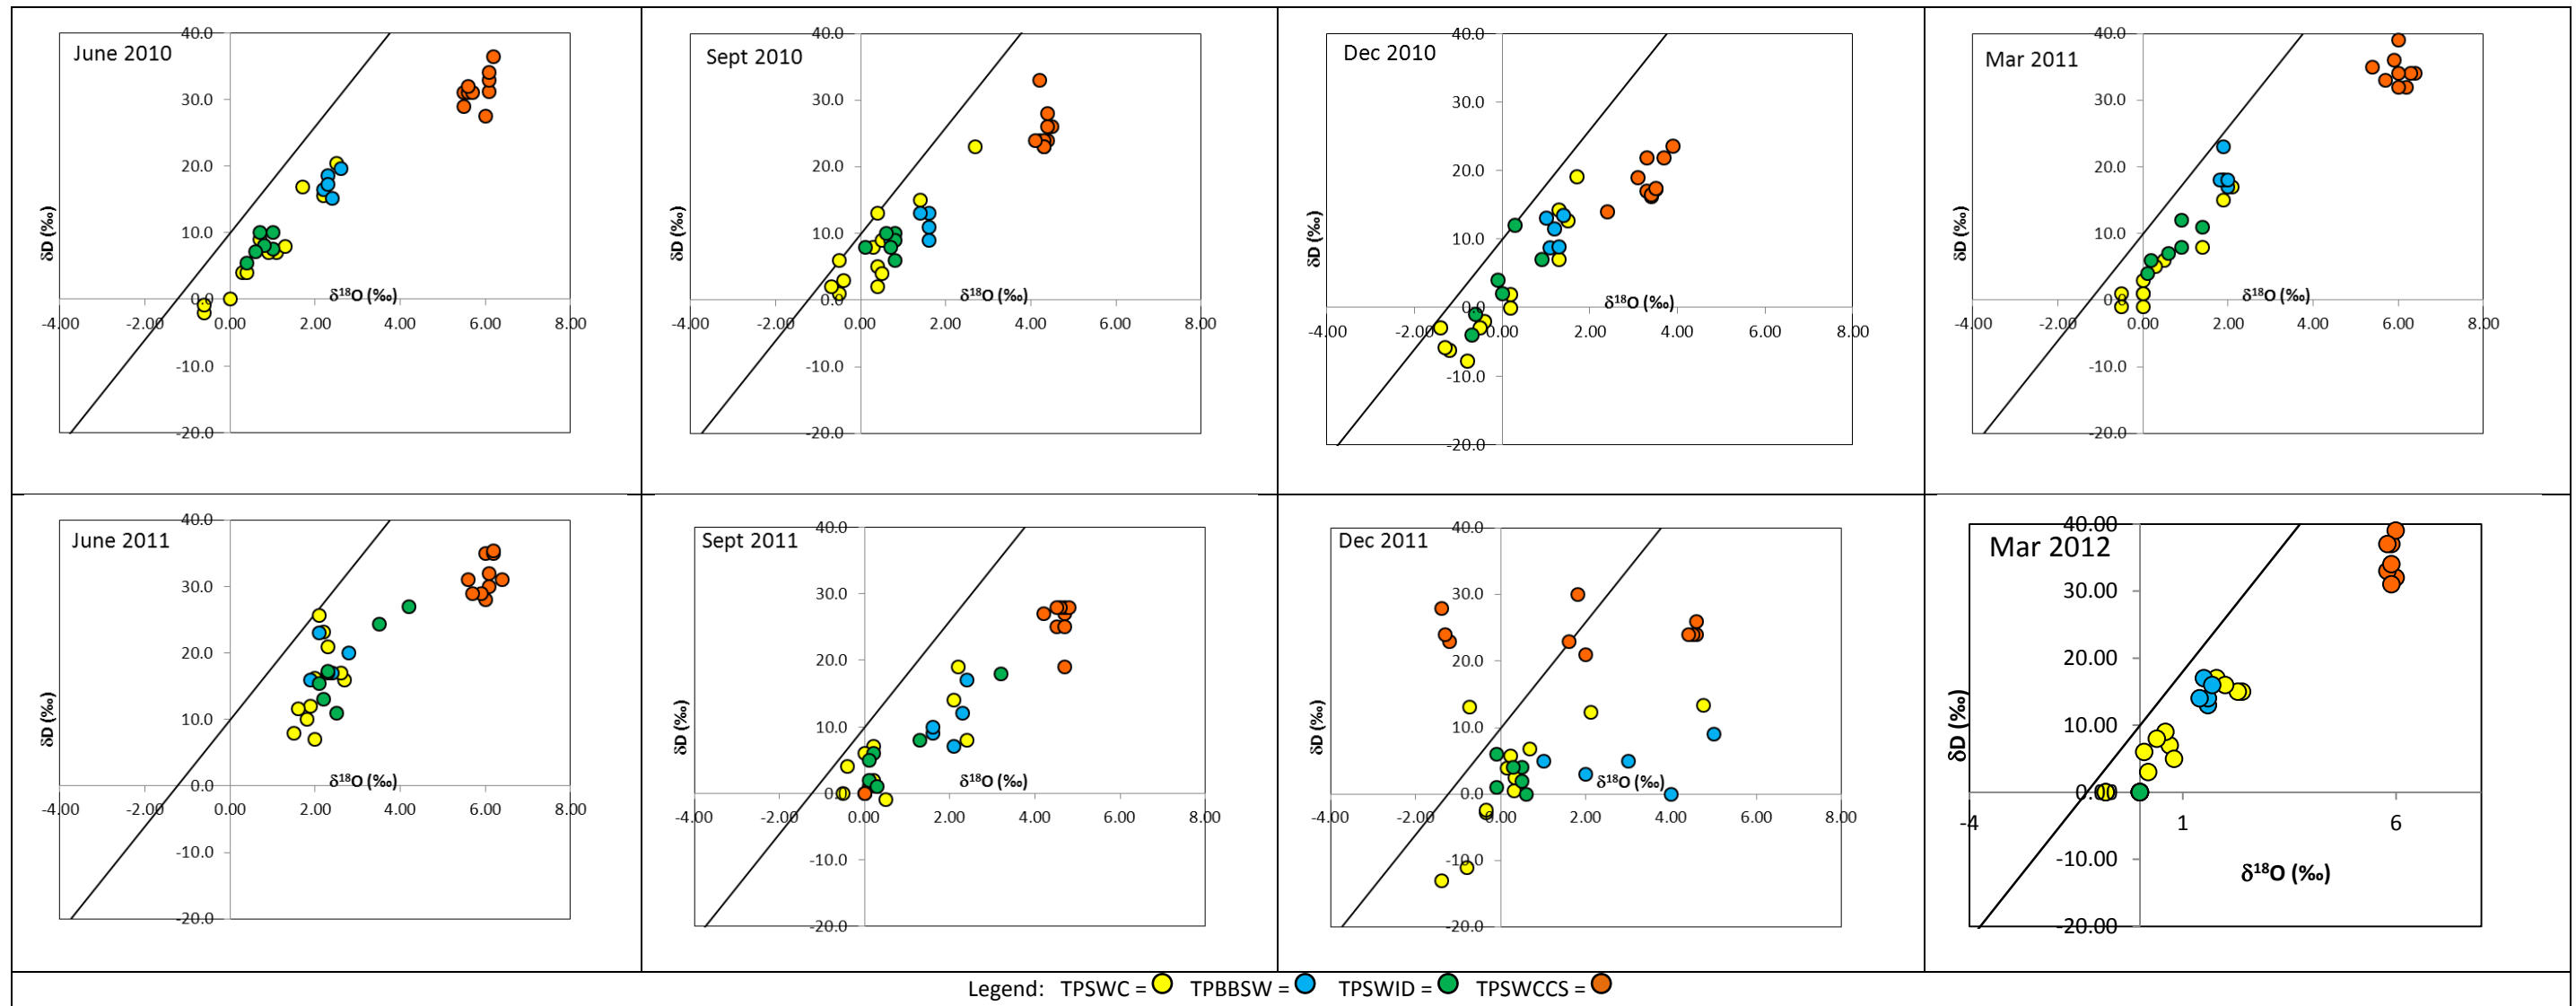 June 2010
40.0
30.0
20.0
10.0
0.0
-10.0
-20.0
-4.00 -2.00 0.00 2.00 4.00 6.00 8.00
δ18O (‰)
δD (‰)
Sept 2010
40.0
30.0
20.0
10.0
0.0
-10.0
-20.0
-4.00 -2.00 0.00 2.00 4.00 6.00 8.00
δ18O (‰)
δD (‰)
Dec 2010
40.0
30.0
20.0
10.0
0.0
-10.0
-20.0
-4.00 -2.00 0.00 2.00 4.00 6.00 8.00
δ18O (‰)
δD (‰)
Mar 2011
40.0
30.0
20.0
10.0
0.0
-10.0
-20.0
-4.00 -2.00 0.00 2.00 4.00 6.00 8.00
δ18O (‰)
δD (‰)
June 2011
40.0
30.0
20.0
10.0
0.0
-10.0
-20.0
-4.00 -2.00 0.00 2.00 4.00 6.00 8.00
δ18O (‰)
δD (‰)
Sept 2011
40.0
30.0
20.0
10.0
0.0
-10.0
-20.0
-4.00 -2.00 0.00 2.00 4.00 6.00 8.00
δ18O (‰)
δD (‰)
Dec 2011
40.0
30.0
20.0
10.0
0.0
-10.0
-20.0
-4.00 -2.00 0.00 2.00 4.00 6.00 8.00
δ18O (‰)
δD (‰)
Mar 2012
40.00
30.00
20.00
10.00
-10.00
-20.00
-4 1 6
δ18O (‰)
δD (‰)
Legend: TPSWC = TPBBSW = TPSWID = TPSWCCS =